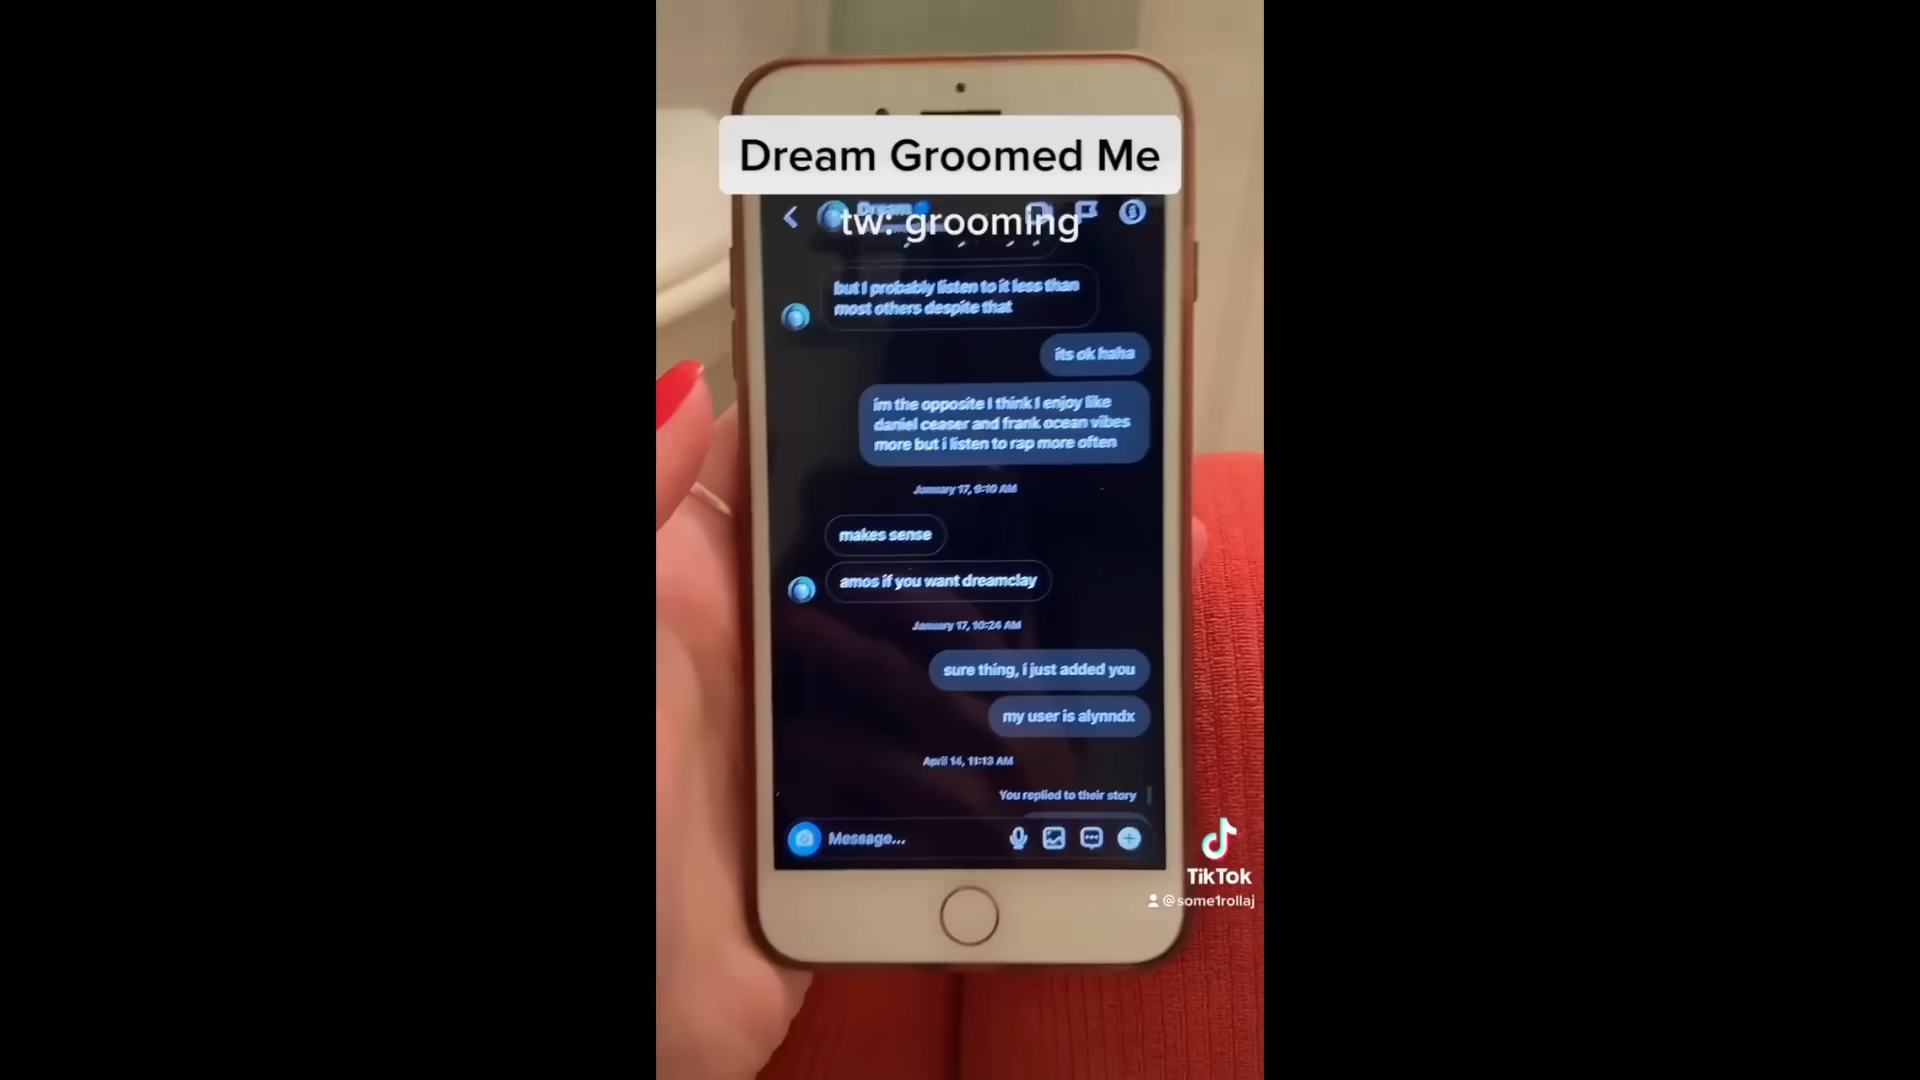 Dream Groomed Me
Dream
tw: grooming
but I probably listen to it less than
most others despite that
its ok haha
im the opposite I think I enjoy like
daniel ceaser and frank ocean vibes
more but i listen to rap more often
January 17, 9:10 AM
makes sense
amos if you want dreamclay
January 17, 10:24 AM
sure thing, i just added you
my user is alynndx
April 14, 11:13 AM
You replied to their story
Message...
TikTok
@some1rollaj